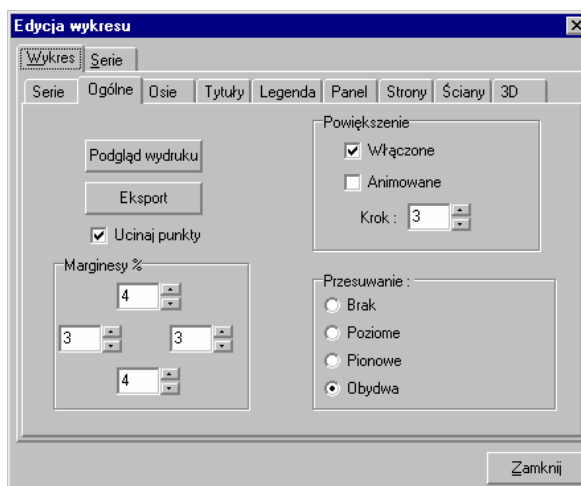 Edycja wykresu
Wykres Serie
Serie Ogólne Osie Tytuły Legenda Panel Strony Ściany 3D
Podgląd wydruku
Eksport
Ucinaj punkty
Marginesy %
4
3 3
4
Powiększenie
Włączone
Animowane
Krok : 3
Przesuwanie :
Brak
Poziome
Pionowe
Obydwa
Zamknij